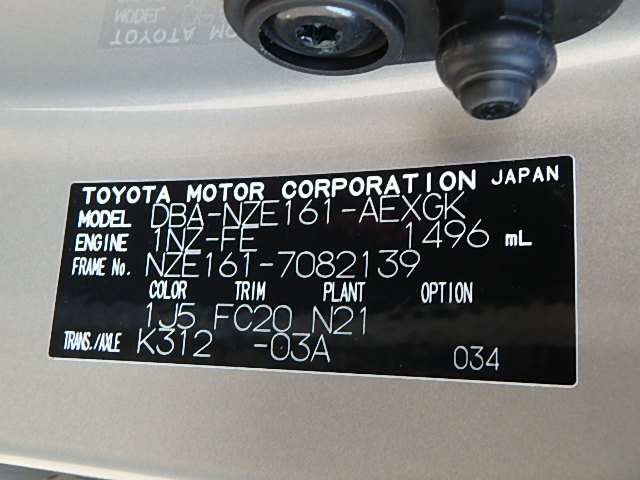 TOYOTA MOTOR CORPORATION JAPAN
MODEL DBA-NZE161-AEXGK
ENGINE 1NZ-FE 1496 mL
FRAME No. NZE161-7082139
COLOR TRIM PLANT OPTION
1J5 FC20 N21
TRANS./AXLE K312 -03A 034